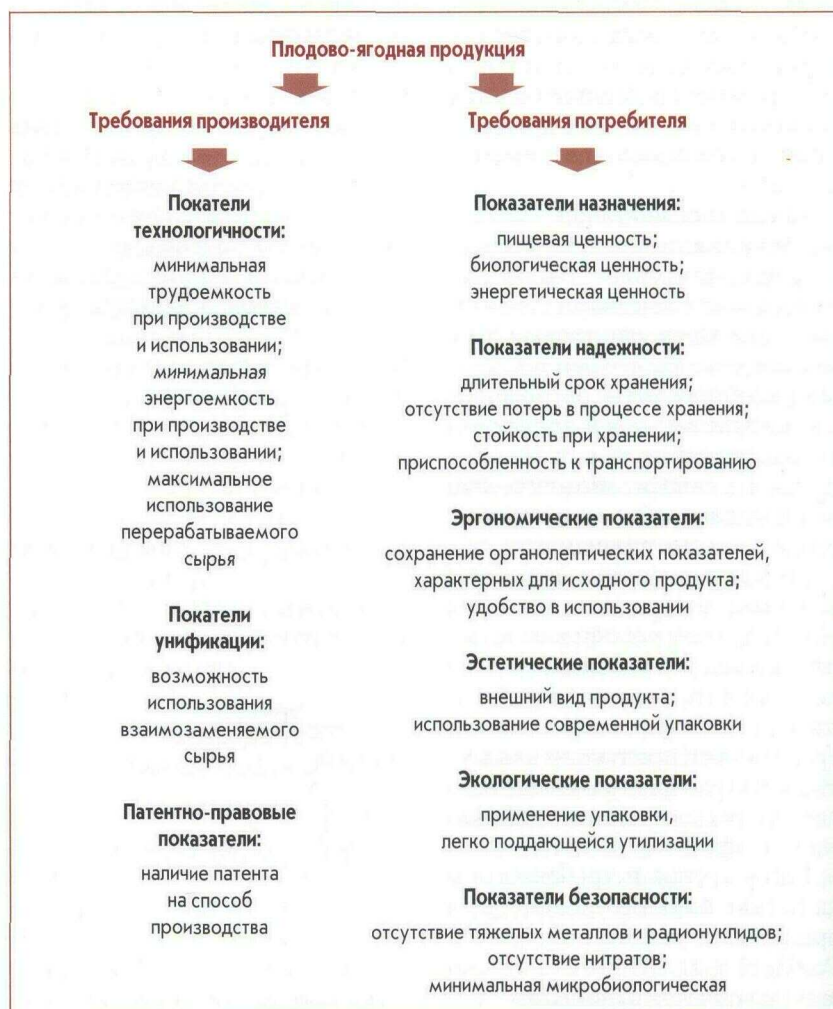 Плодово-ягодная продукция
Требования производителя
Покатели
технологичности:
минимальная
трудоемкость
при производстве
и использовании;
минимальная
энергоемкость
при производстве
и использовании;
максимальное
использование
перерабатываемого
сырья
Покатели
унификации:
возможность
использования
взаимозаменяемого
сырья
Патентно-правовые
показатели:
наличие патента
на способ
производства
Требования потребителя
Показатели назначения:
пищевая ценность;
биологическая ценность;
энергетическая ценность
Показатели надежности:
длительный срок хранения;
отсутствие потерь в процессе хранения;
стойкость при хранении;
приспособленность к транспортированию
Эргономические показатели:
сохранение органолептических показателей,
характерных для исходного продукта;
удобство в использовании
Эстетические показатели:
внешний вид продукта;
использование современной упаковки
Экологические показатели:
применение упаковки,
легко поддающейся утилизации
Показатели безопасности:
отсутствие тяжелых металлов и радионуклидов;
отсутствие нитратов;
минимальная микробиологическая